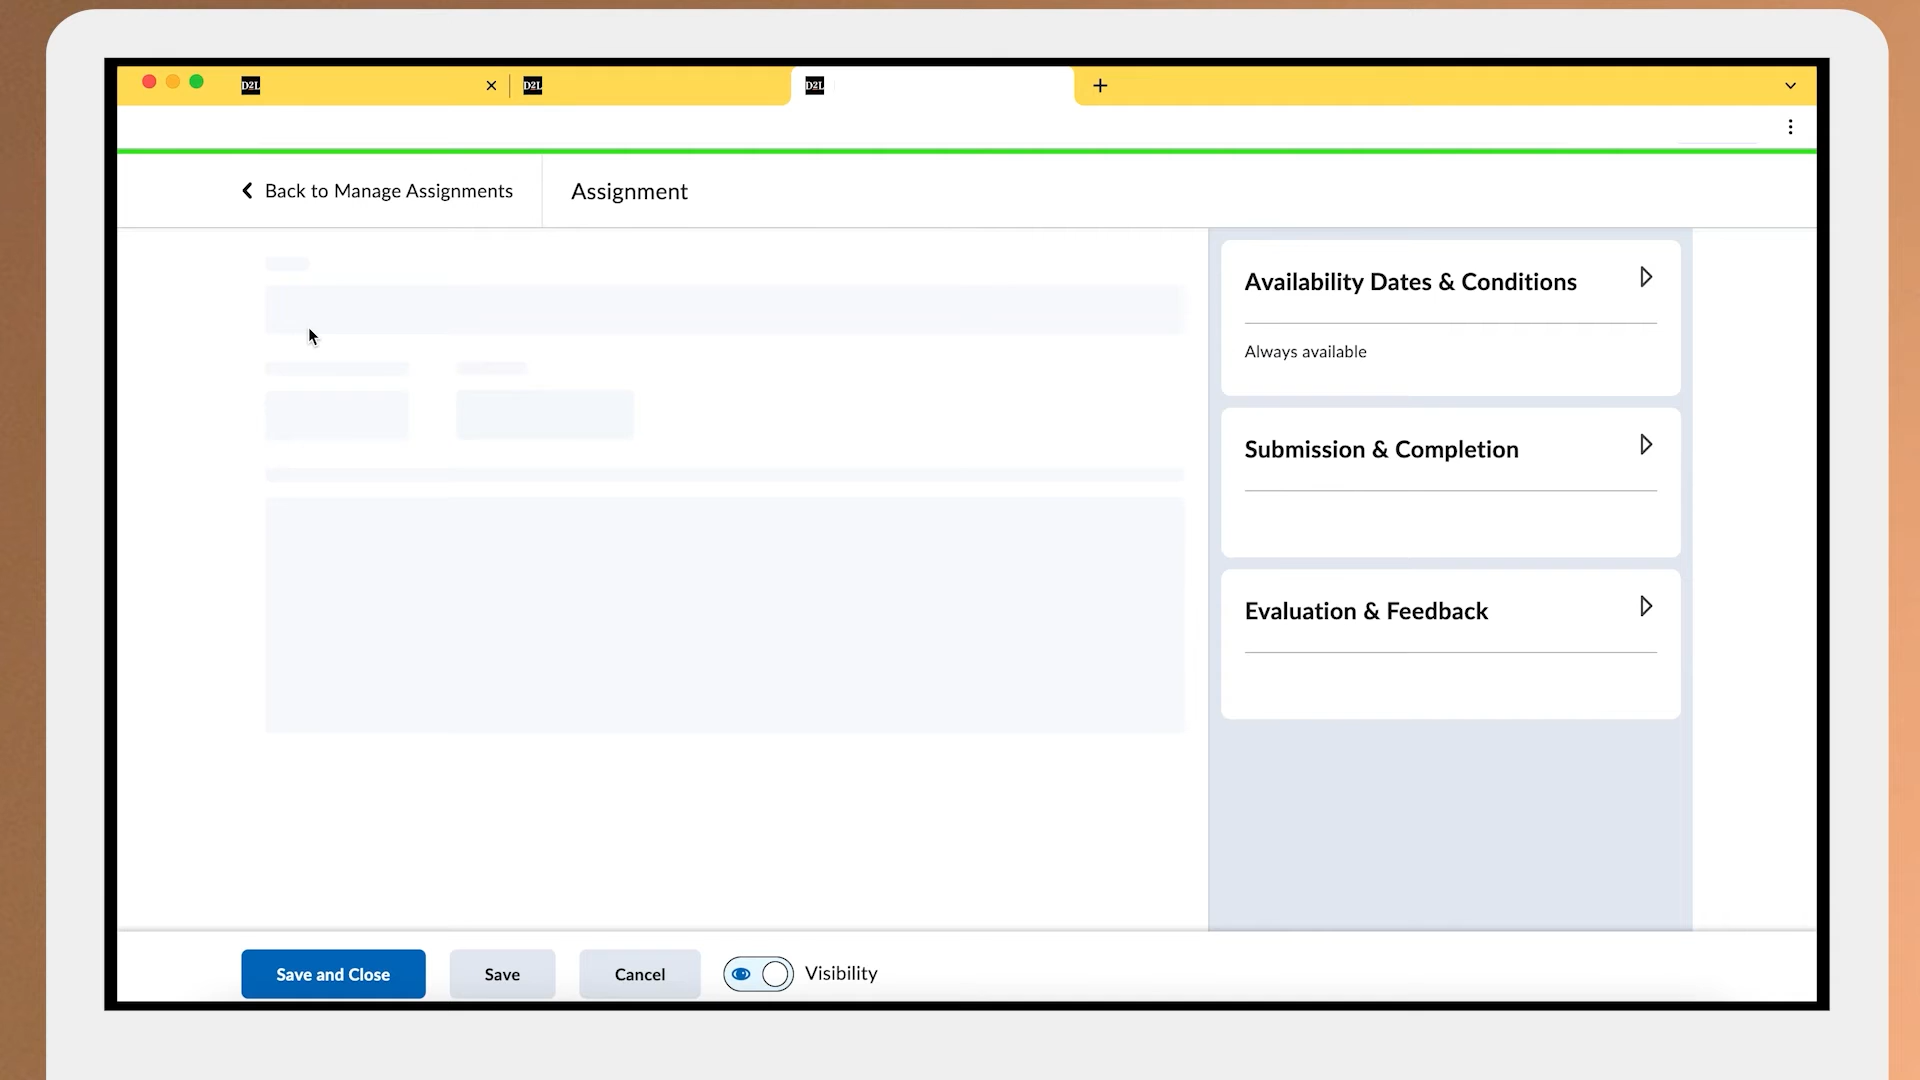 D2L
D2L
D2L
Back to Manage Assignments
Assignment
Availability Dates & Conditions
Always available
Submission & Completion
Evaluation & Feedback
Save and Close
Save
Cancel
Visibility